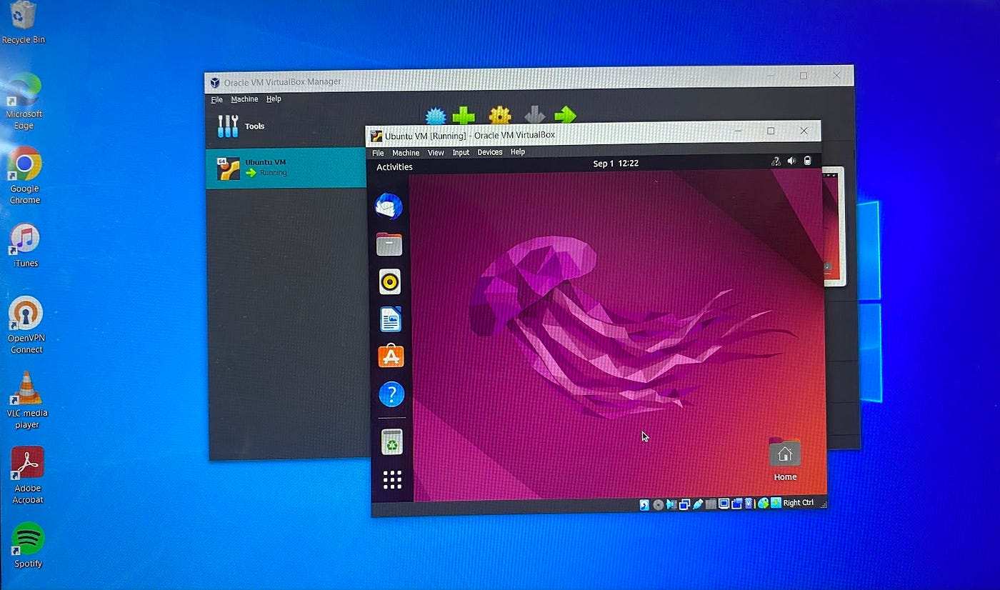 Recycle Bin
Microsoft
Edge
Google
Chrome
iTunes
OpenVPN
Connect
VLC media
player
Adobe
Acrobat
Spotify
Oracle VM VirtualBox Manager
File Machine Help
Tools
64
Ubuntu VM
Running
Ubuntu VM [Running] - Oracle VM VirtualBox
File Machine View Input Devices Help
Activities
Sep 1 12:22
Home
Right Ctrl